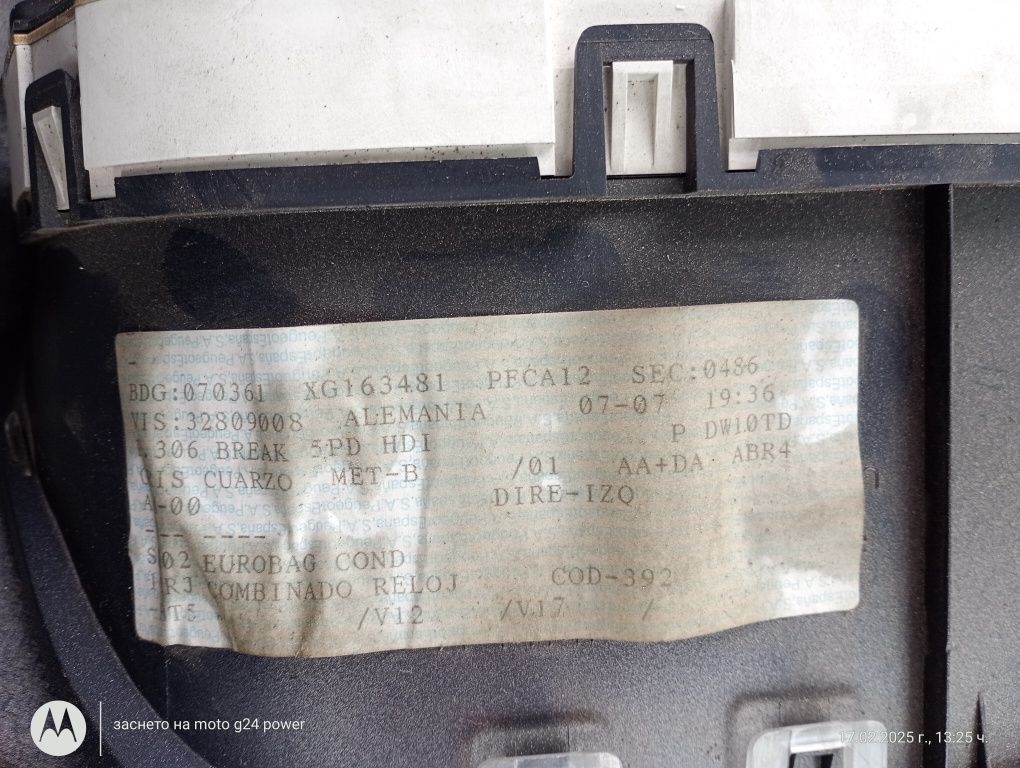 BDG:070361 XG163481 PFCA12 SEC:0486
VIS:32809008 ALEMANIA 07-07 19:36
306 BREAK 5PD HDI P DW10TD
CUARZO MET-B /01 AA+DA ABR4
A-00 DIRE-IZQ
--- ----
S02 EUROBAG COND
COMBINADO RELOJ COD-392
/V12 /V17 /
заснето на moto g24 power
17.02.2025 г., 13:25 ч.